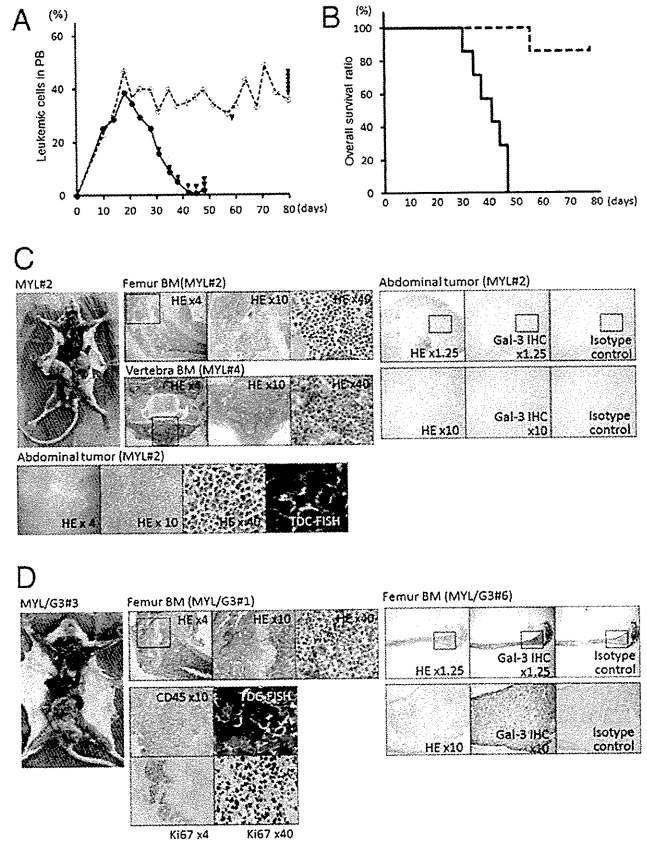 A
(%)
60
40
20
0
Leukemic cells in PB
0 10 20 30 40 50 60 70 80 (days)
B
(%)
100
80
60
40
20
0
Overall survival ratio
0 10 20 30 40 50 60 70 80 (days)
C
MYL#2
Femur BM(MYL#2)
HE x4
HE x10
HE x40
Vertebra BM (MYL#4)
HE x4
HE x10
HE x40
Abdominal tumor (MYL#2)
HE x1.25
Gal-3 IHC x1.25
Isotype control
HE x10
Gal-3 IHC x10
Isotype control
Abdominal tumor (MYL#2)
HE x 4
HE x 10
HE x40
TDC-FISH
D
MYL/G3#3
Femur BM (MYL/G3#1)
HE x4
HE x10
HE x40
CD45 x10
TDC-FISH
Ki67 x4
Ki67 x40
Femur BM (MYL/G3#6)
HE x1.25
Gal-3 IHC x1.25
Isotype control
HE x10
Gal-3 IHC x10
Isotype control